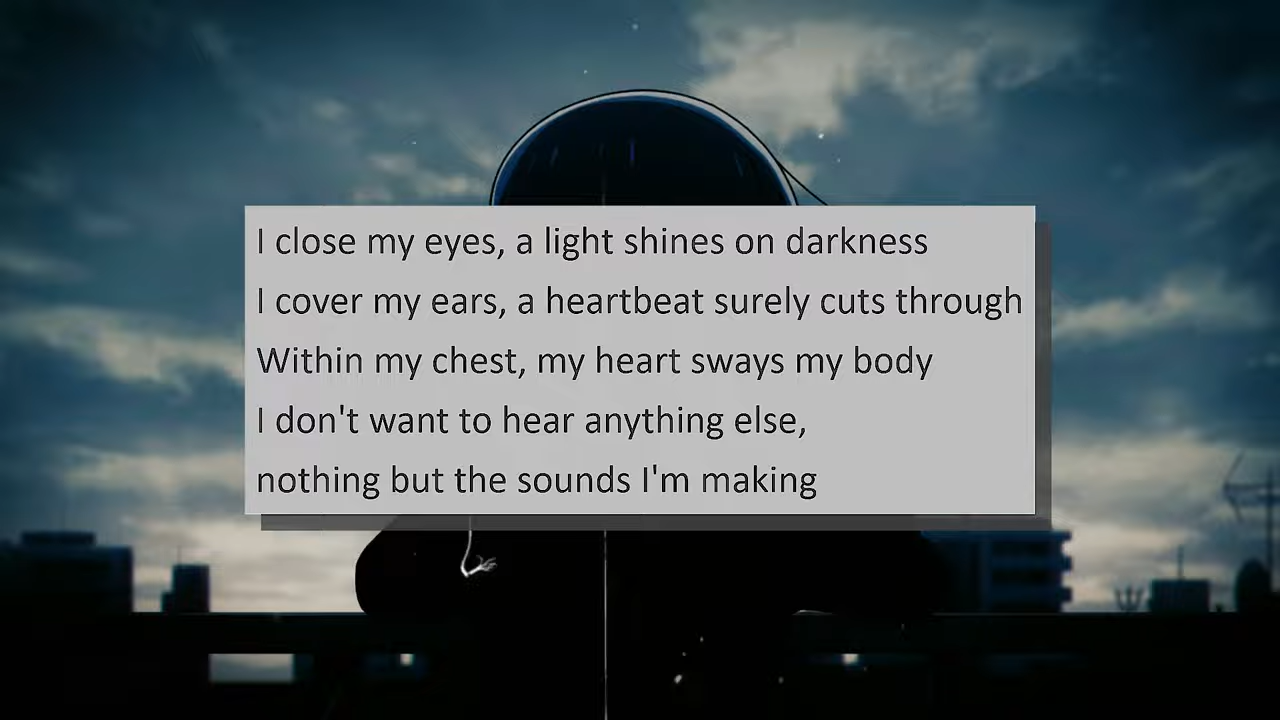 I close my eyes, a light shines on darkness
I cover my ears, a heartbeat surely cuts through
Within my chest, my heart sways my body
I don't want to hear anything else,
nothing but the sounds I'm making